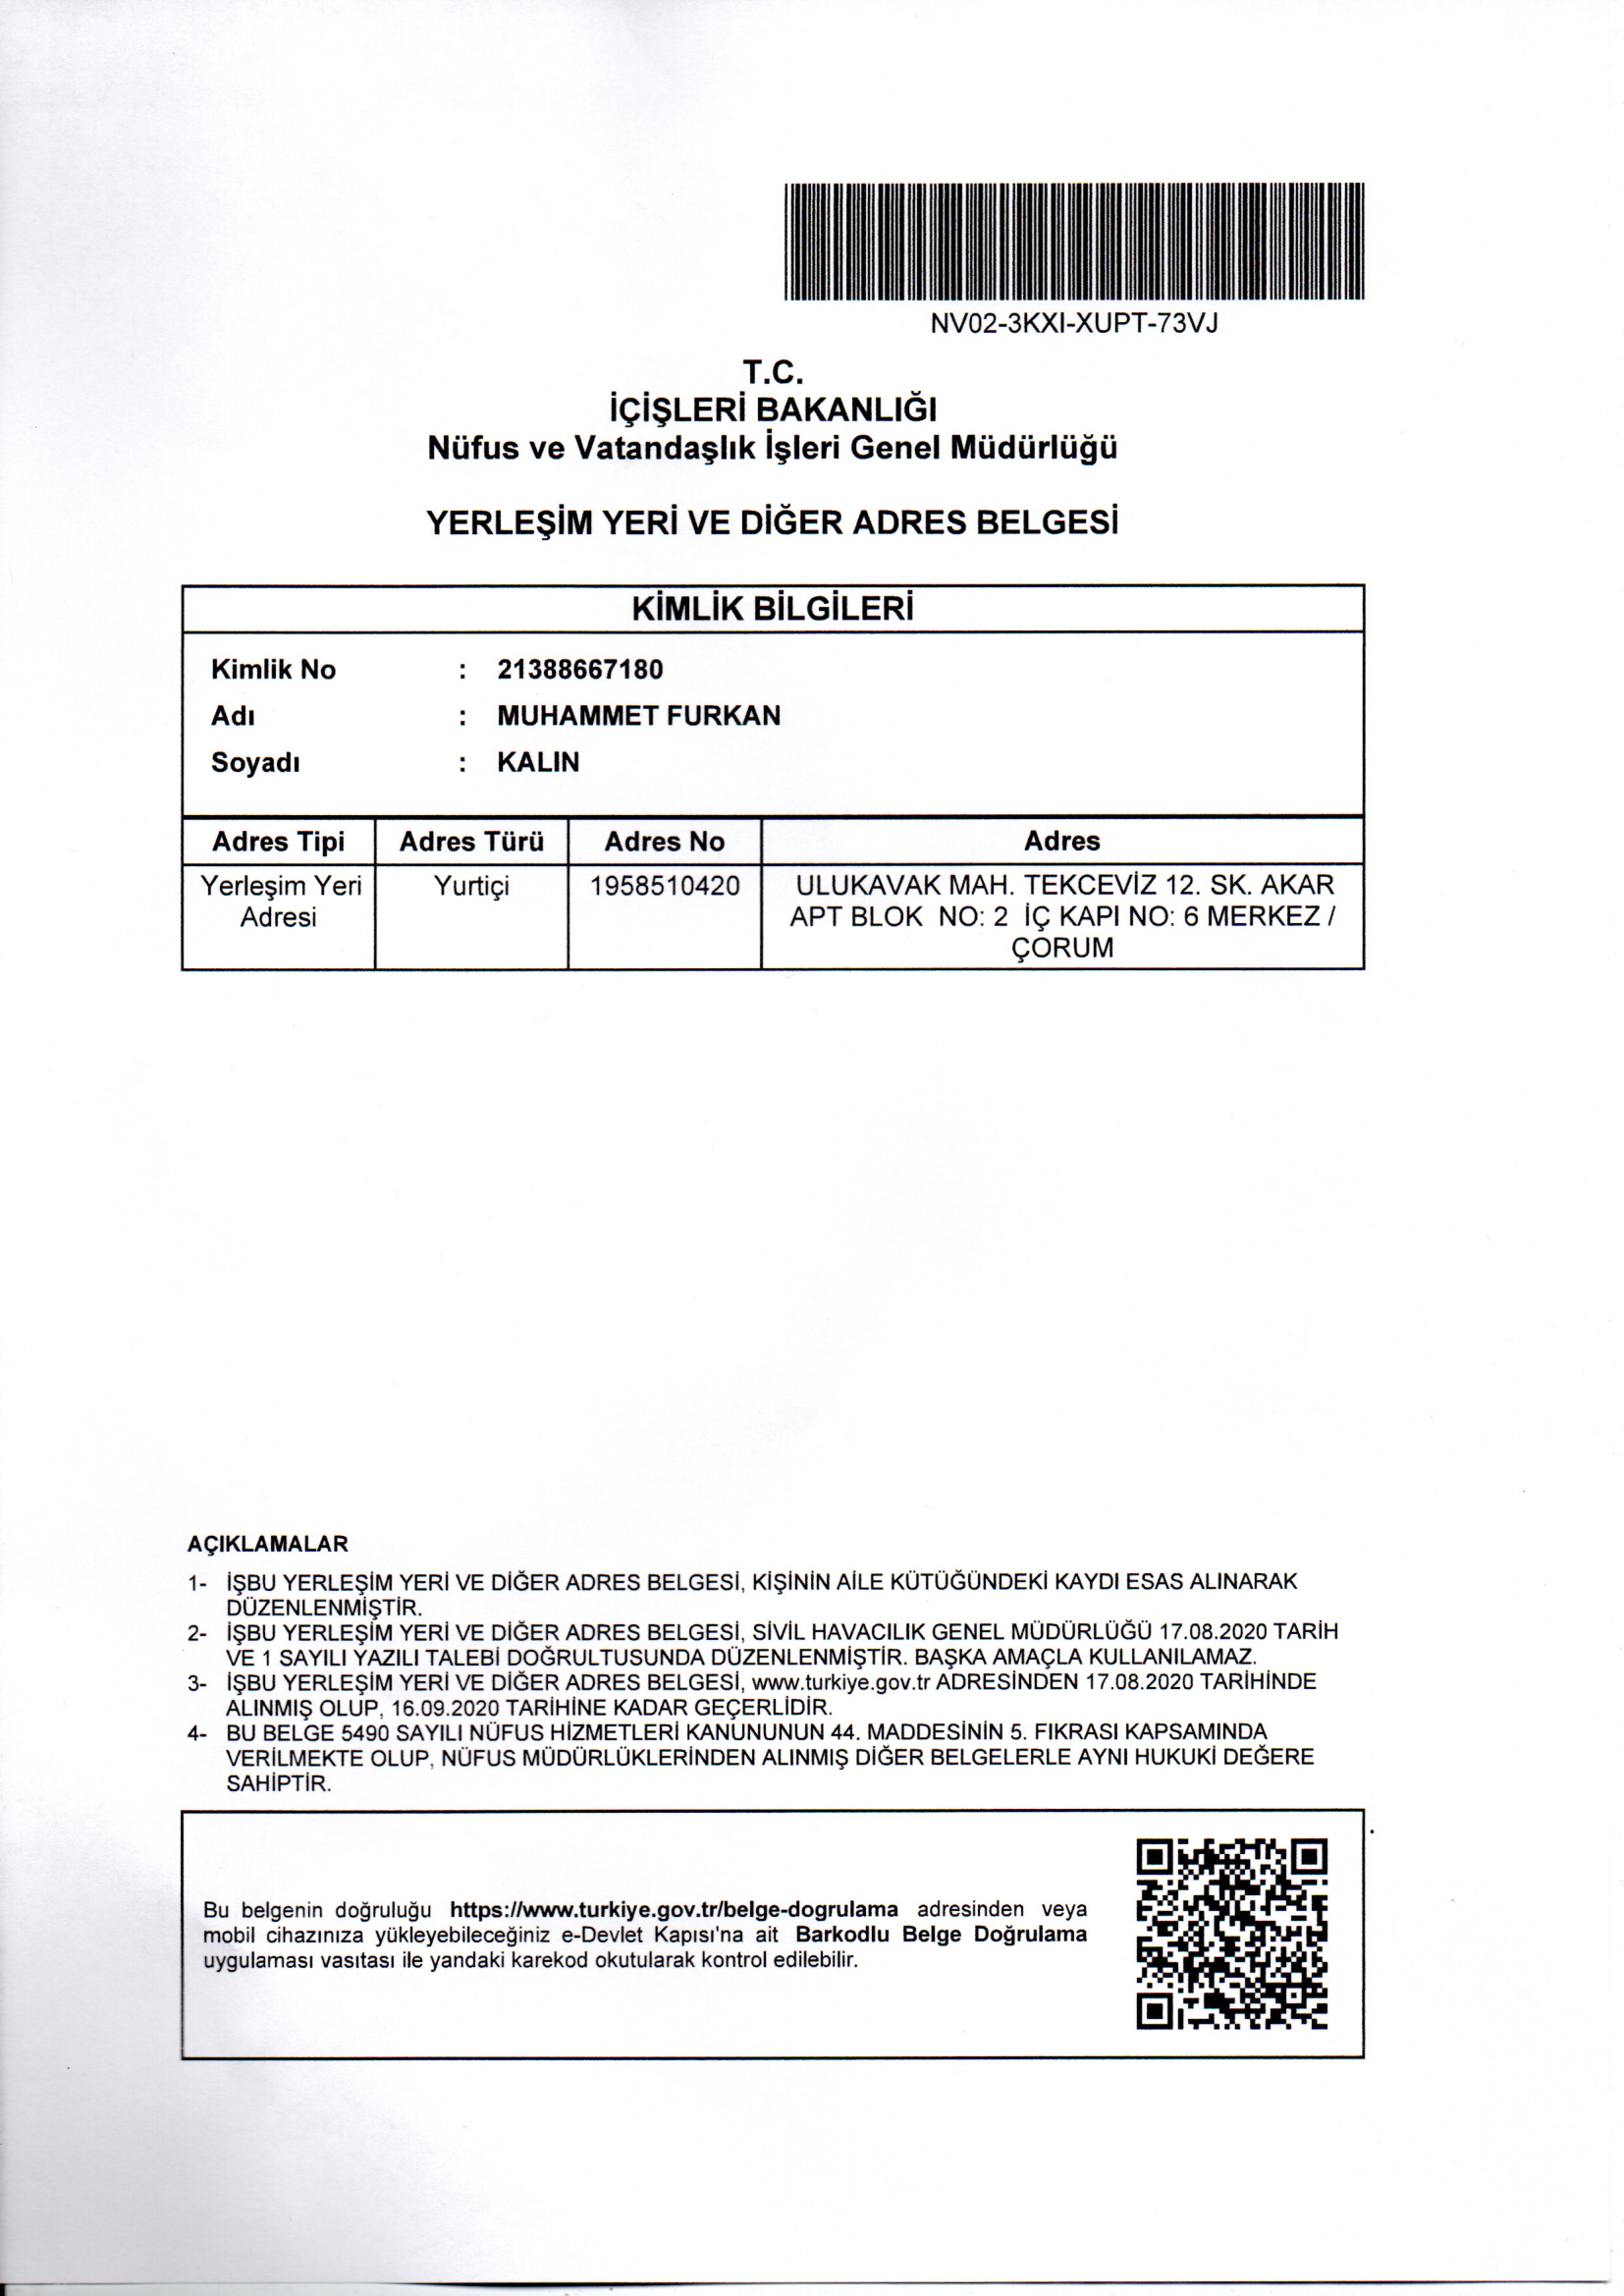 NV02-3KXI-XUPT-73VJ
T.C.
İÇİŞLERİ BAKANLIĞI
Nüfus ve Vatandaşlık İşleri Genel Müdürlüğü
YERLEŞİM YERİ VE DİĞER ADRES BELGESİ
KİMLİK BİLGİLERİ
Kimlik No : 21388667180
Adı : MUHAMMET FURKAN
Soyadı : KALIN
Adres Tipi Adres Türü Adres No Adres
Yerleşim Yeri Yurtiçi 1958510420 ULUKAVAK MAH. TEKCEVİZ 12. SK. AKAR
Adresi APT BLOK NO: 2 İÇ KAPI NO: 6 MERKEZ /
ÇORUM
AÇIKLAMALAR
1- İŞBU YERLEŞİM YERİ VE DİĞER ADRES BELGESİ, KİŞİNİN AİLE KÜTÜĞÜNDEKİ KAYDI ESAS ALINARAK
DÜZENLENMİŞTİR.
2- İŞBU YERLEŞİM YERİ VE DİĞER ADRES BELGESİ, SİVİL HAVACILIK GENEL MÜDÜRLÜĞÜ 17.08.2020 TARİH
VE 1 SAYILI YAZILI TALEBİ DOĞRULTUSUNDA DÜZENLENMİŞTİR. BAŞKA AMAÇLA KULLANILAMAZ.
3- İŞBU YERLEŞİM YERİ VE DİĞER ADRES BELGESİ, www.turkiye.gov.tr ADRESİNDEN 17.08.2020 TARİHİNDE
ALINMIŞ OLUP, 16.09.2020 TARİHİNE KADAR GEÇERLİDİR.
4- BU BELGE 5490 SAYILI NÜFUS HİZMETLERİ KANUNUNUN 44. MADDESİNİN 5. FIKRASI KAPSAMINDA
VERİLMEKTE OLUP, NÜFUS MÜDÜRLÜKLERİNDEN ALINMIŞ DİĞER BELGELERLE AYNI HUKUKİ DEĞERE
SAHİPTİR.
Bu belgenin doğruluğu https://www.turkiye.gov.tr/belge-dogrulama adresinden veya
mobil cihazınıza yükleyebileceğiniz e-Devlet Kapısı'na ait Barkodlu Belge Doğrulama
uygulaması vasıtası ile yandaki karekod okutularak kontrol edilebilir.